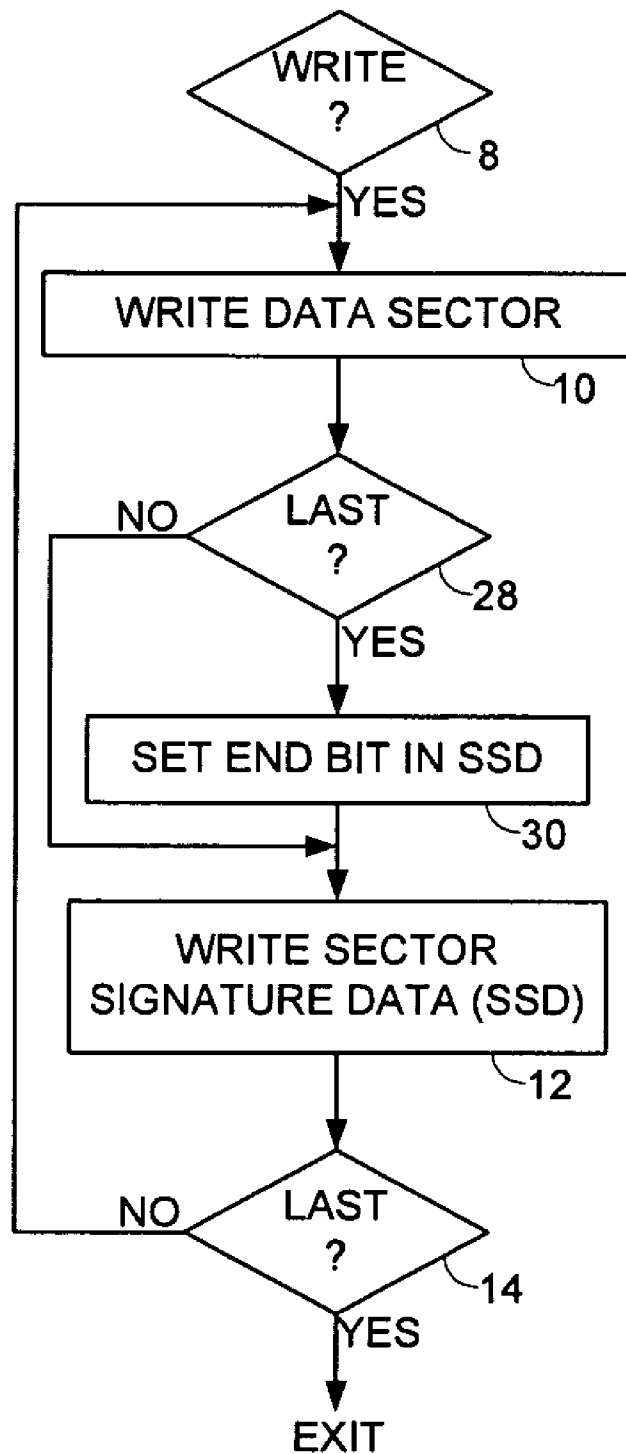 WRITE
?
8
YES
WRITE DATA SECTOR
10
NO
LAST
?
28
YES
SET END BIT IN SSD
30
WRITE SECTOR
SIGNATURE DATA (SSD)
12
NO
LAST
?
14
YES
EXIT